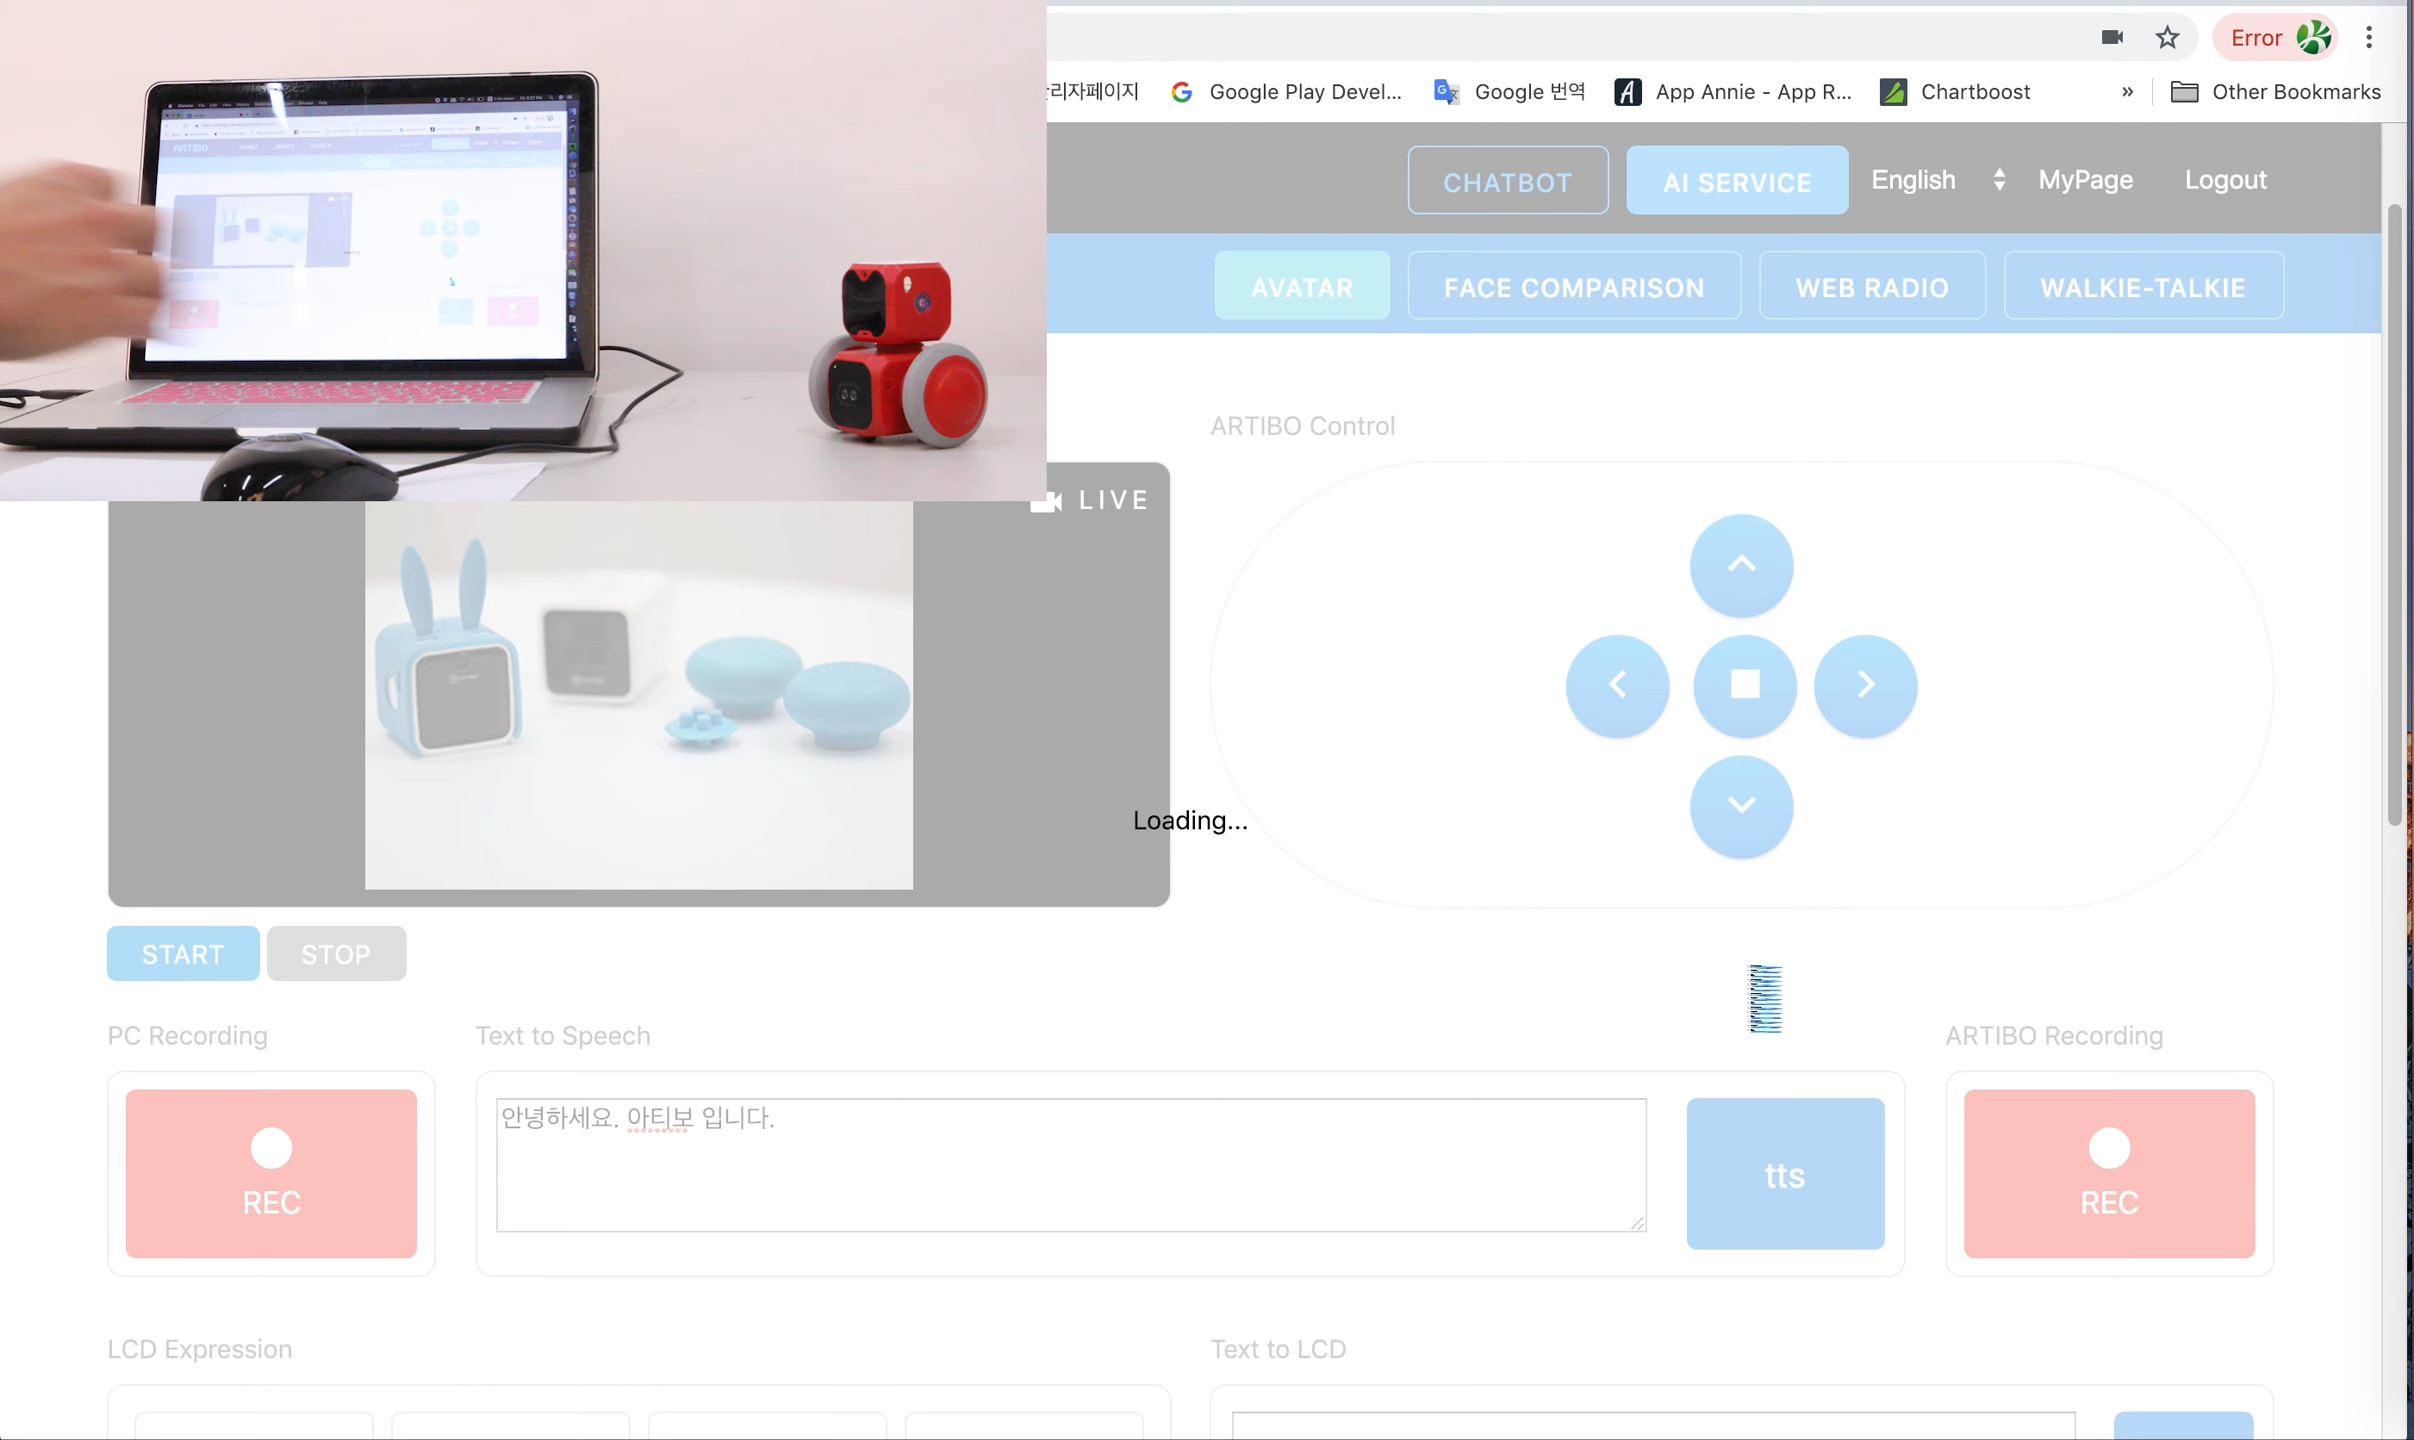 Error
리자페이지
Google Play Devel...
Google 번역
App Annie - App R...
Chartboost
»
Other Bookmarks
CHATBOT
AI SERVICE
English
MyPage
Logout
AVATAR
FACE COMPARISON
WEB RADIO
WALKIE-TALKIE
ARTIBO
ARTIBO Control
LIVE
Loading...
START
STOP
PC Recording
Text to Speech
ARTIBO Recording
REC
안녕하세요. 아티보 입니다.
tts
REC
LCD Expression
Text to LCD